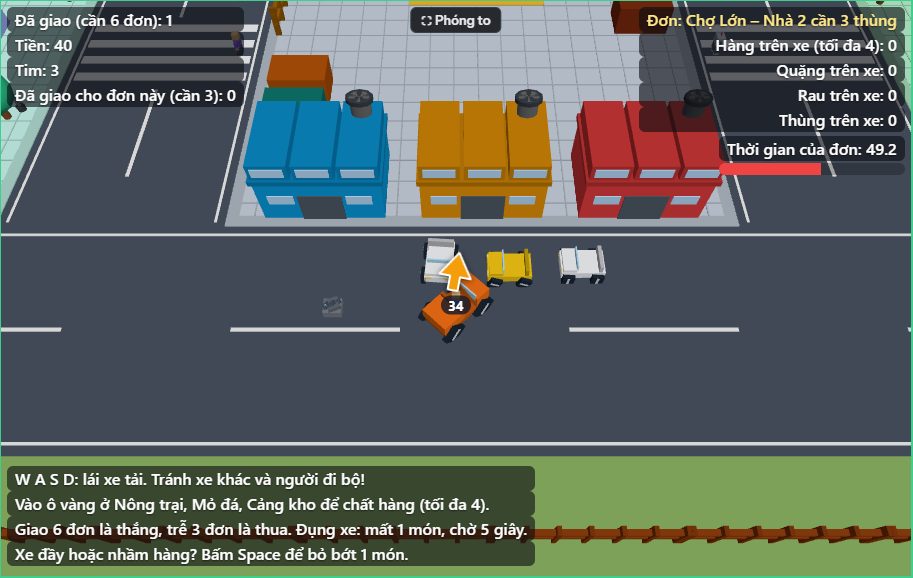 Đã giao (cần 6 đơn): 1
Tiền: 40
Tim: 3
Đã giao cho đơn này (cần 3): 0
Phóng to
Đơn: Chợ Lớn – Nhà 2 cần 3 thùng
Hàng trên xe (tối đa 4): 0
Quặng trên xe: 0
Rau trên xe: 0
Thùng trên xe: 0
Thời gian của đơn: 49.2
34
W A S D: lái xe tải. Tránh xe khác và người đi bộ!
Vào ô vàng ở Nông trại, Mỏ đá, Cảng kho để chất hàng (tối đa 4).
Giao 6 đơn là thắng, trễ 3 đơn là thua. Đụng xe: mất 1 món, chờ 5 giây.
Xe đầy hoặc nhầm hàng? Bấm Space để bỏ bớt 1 món.